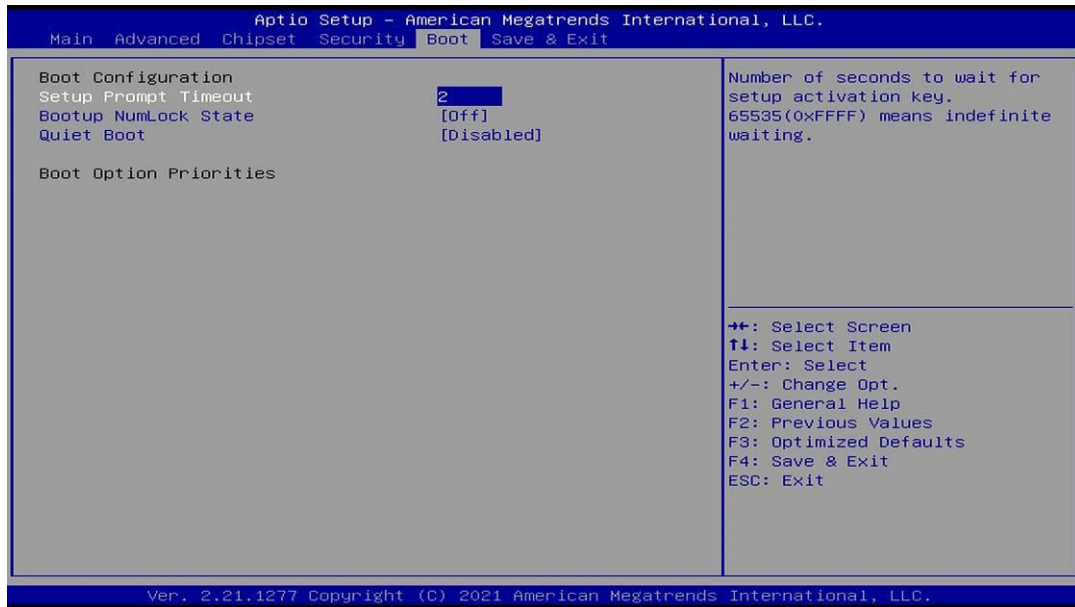 Aptio Setup – American Megatrends International, LLC.
Main Advanced Chipset Security Boot Save & Exit
Boot Configuration
Setup Prompt Timeout 2
Bootup NumLock State [Off]
Quiet Boot [Disabled]
Boot Option Priorities
Number of seconds to wait for
setup activation key.
65535(0xFFFF) means indefinite
waiting.
→←: Select Screen
↑↓: Select Item
Enter: Select
+/-: Change Opt.
F1: General Help
F2: Previous Values
F3: Optimized Defaults
F4: Save & Exit
ESC: Exit
Ver. 2.21.1277 Copyright (C) 2021 American Megatrends International, LLC.